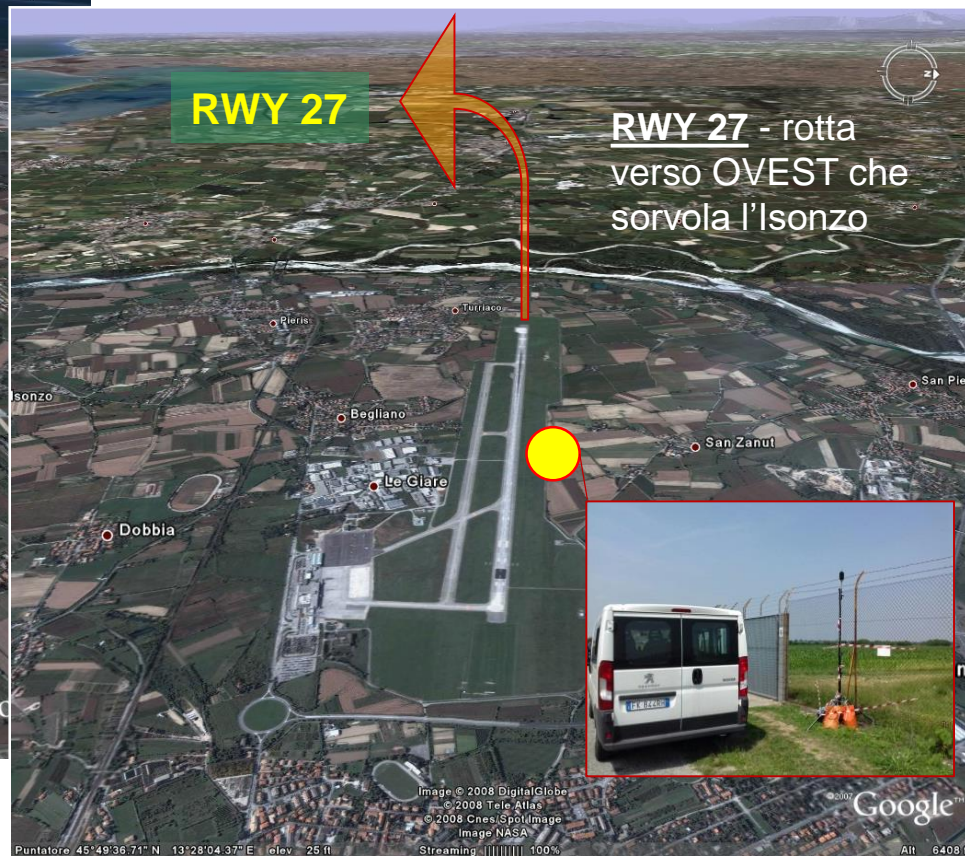 RWY 27
RWY 27 - rotta
verso OVEST che
sorvola l'Isonzo
Turriaco
Pieris
San Pie
Isonzo
Begliano
San Zanut
Le Giare
Dobbia
Image © 2008 DigitalGlobe
© 2008 Tele Atlas
© 2008 Cnes/Spot Image
Image NASA
©2007 Google™
Puntatore 45°49'36.71" N 13°28'04.37" E elev 25 ft Streaming |||||||||| 100% Alt 6408